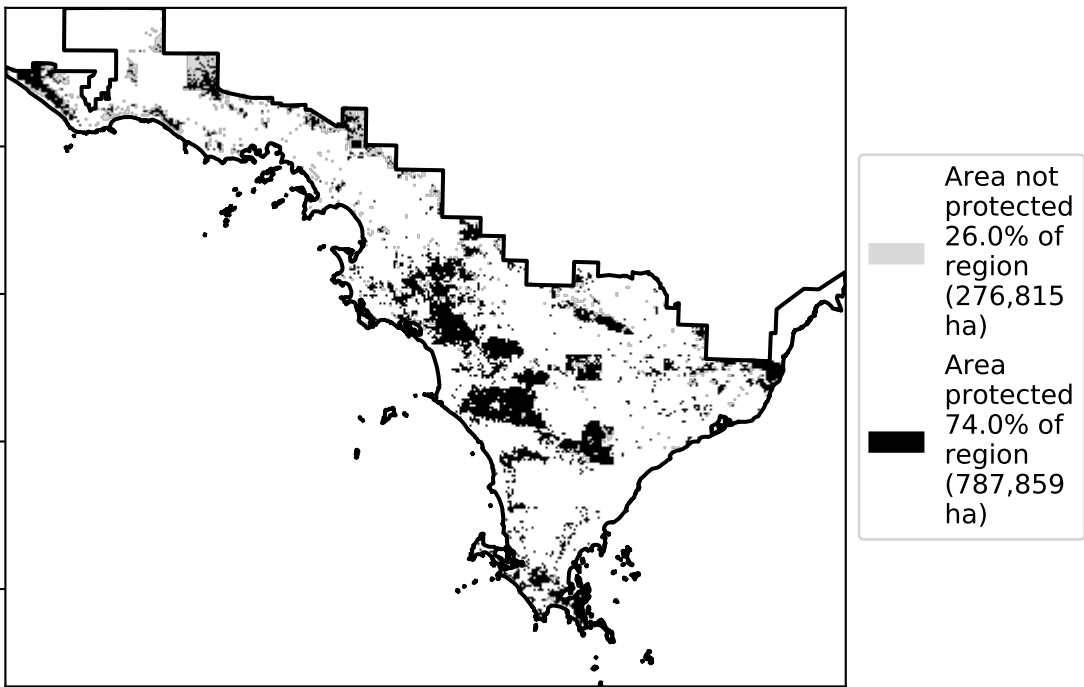 Area not
protected
26.0% of
region
(276,815
ha)
Area
protected
74.0% of
region
(787,859
ha)